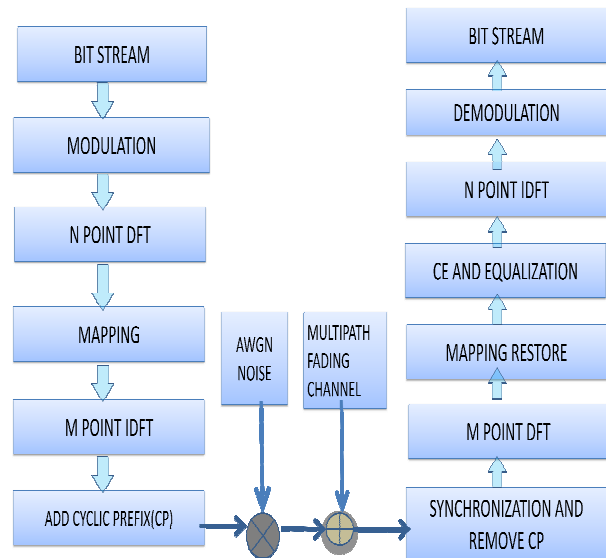 BIT STREAM
MODULATION
N POINT DFT
MAPPING
M POINT IDFT
ADD CYCLIC PREFIX(CP)
AWGN
NOISE
MULTIPATH
FADING
CHANNEL
BIT STREAM
DEMODULATION
N POINT IDFT
CE AND EQUALIZATION
MAPPING RESTORE
M POINT DFT
SYNCHRONIZATION AND
REMOVE CP